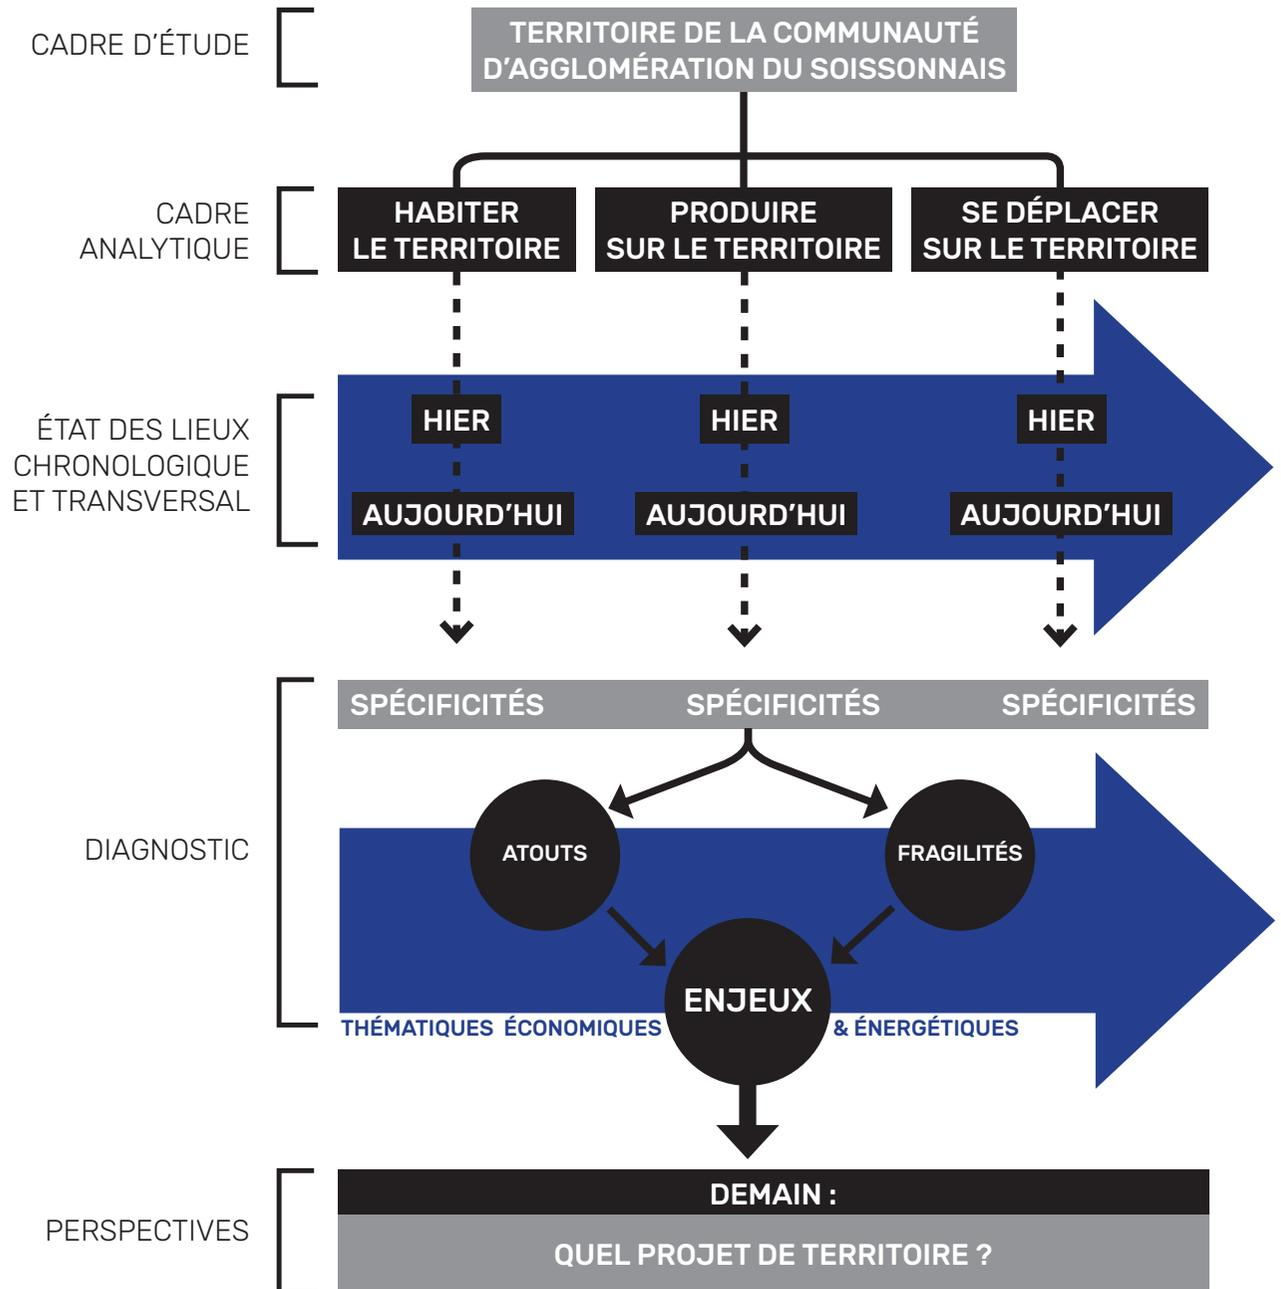 CADRE D’ÉTUDE
TERRITOIRE DE LA COMMUNAUTÉ
D’AGGLOMÉRATION DU SOISSONNAIS
CADRE
ANALYTIQUE
HABITER
LE TERRITOIRE
PRODUIRE
SUR LE TERRITOIRE
SE DÉPLACER
SUR LE TERRITOIRE
ÉTAT DES LIEUX
CHRONOLOGIQUE
ET TRANSVERSAL
HIER
HIER
HIER
AUJOURD’HUI
AUJOURD’HUI
AUJOURD’HUI
DIAGNOSTIC
SPÉCIFICITÉS
SPÉCIFICITÉS
SPÉCIFICITÉS
ATOUTS
FRAGILITÉS
ENJEUX
THÉMATIQUES ÉCONOMIQUES
& ÉNERGÉTIQUES
PERSPECTIVES
DEMAIN :
QUEL PROJET DE TERRITOIRE ?